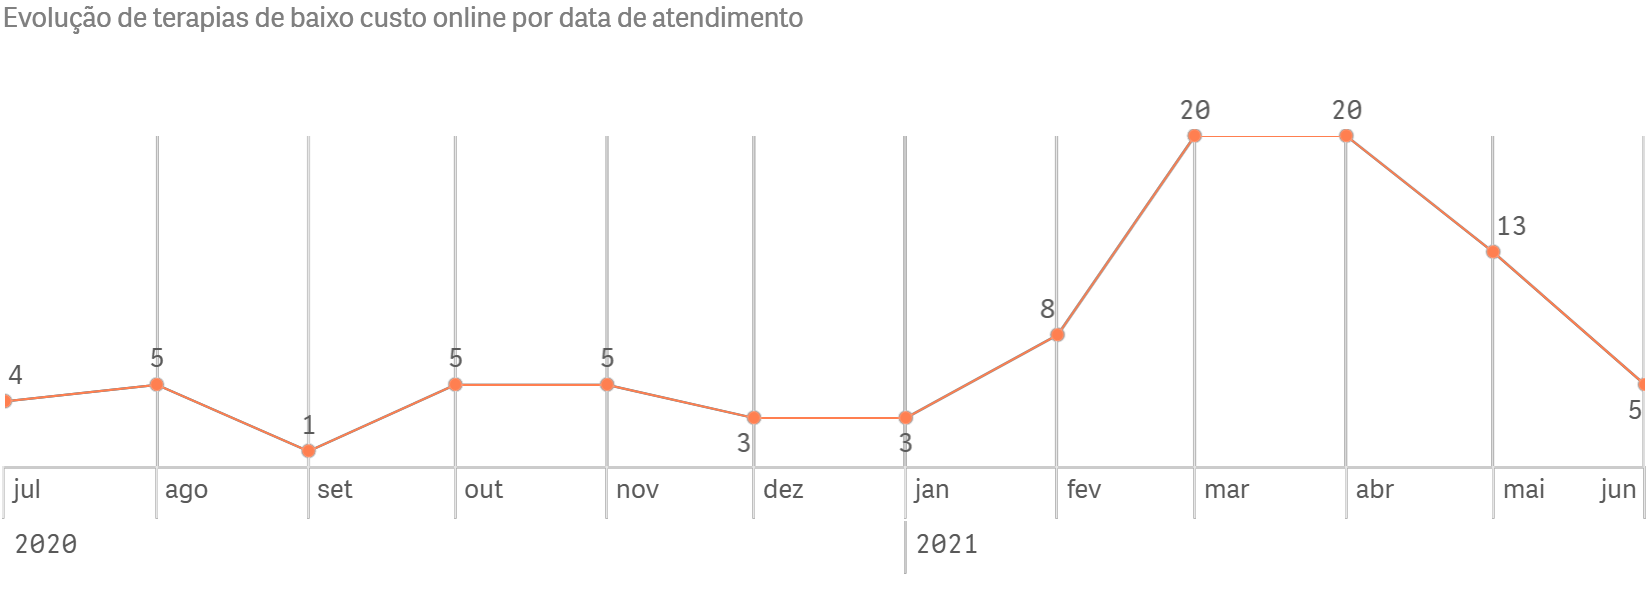 Evolução de terapias de baixo custo online por data de atendimento
20 20
13
8
5 5 5
4
1
3 3
5
jul ago set out nov dez jan fev mar abr mai jun
2020 2021